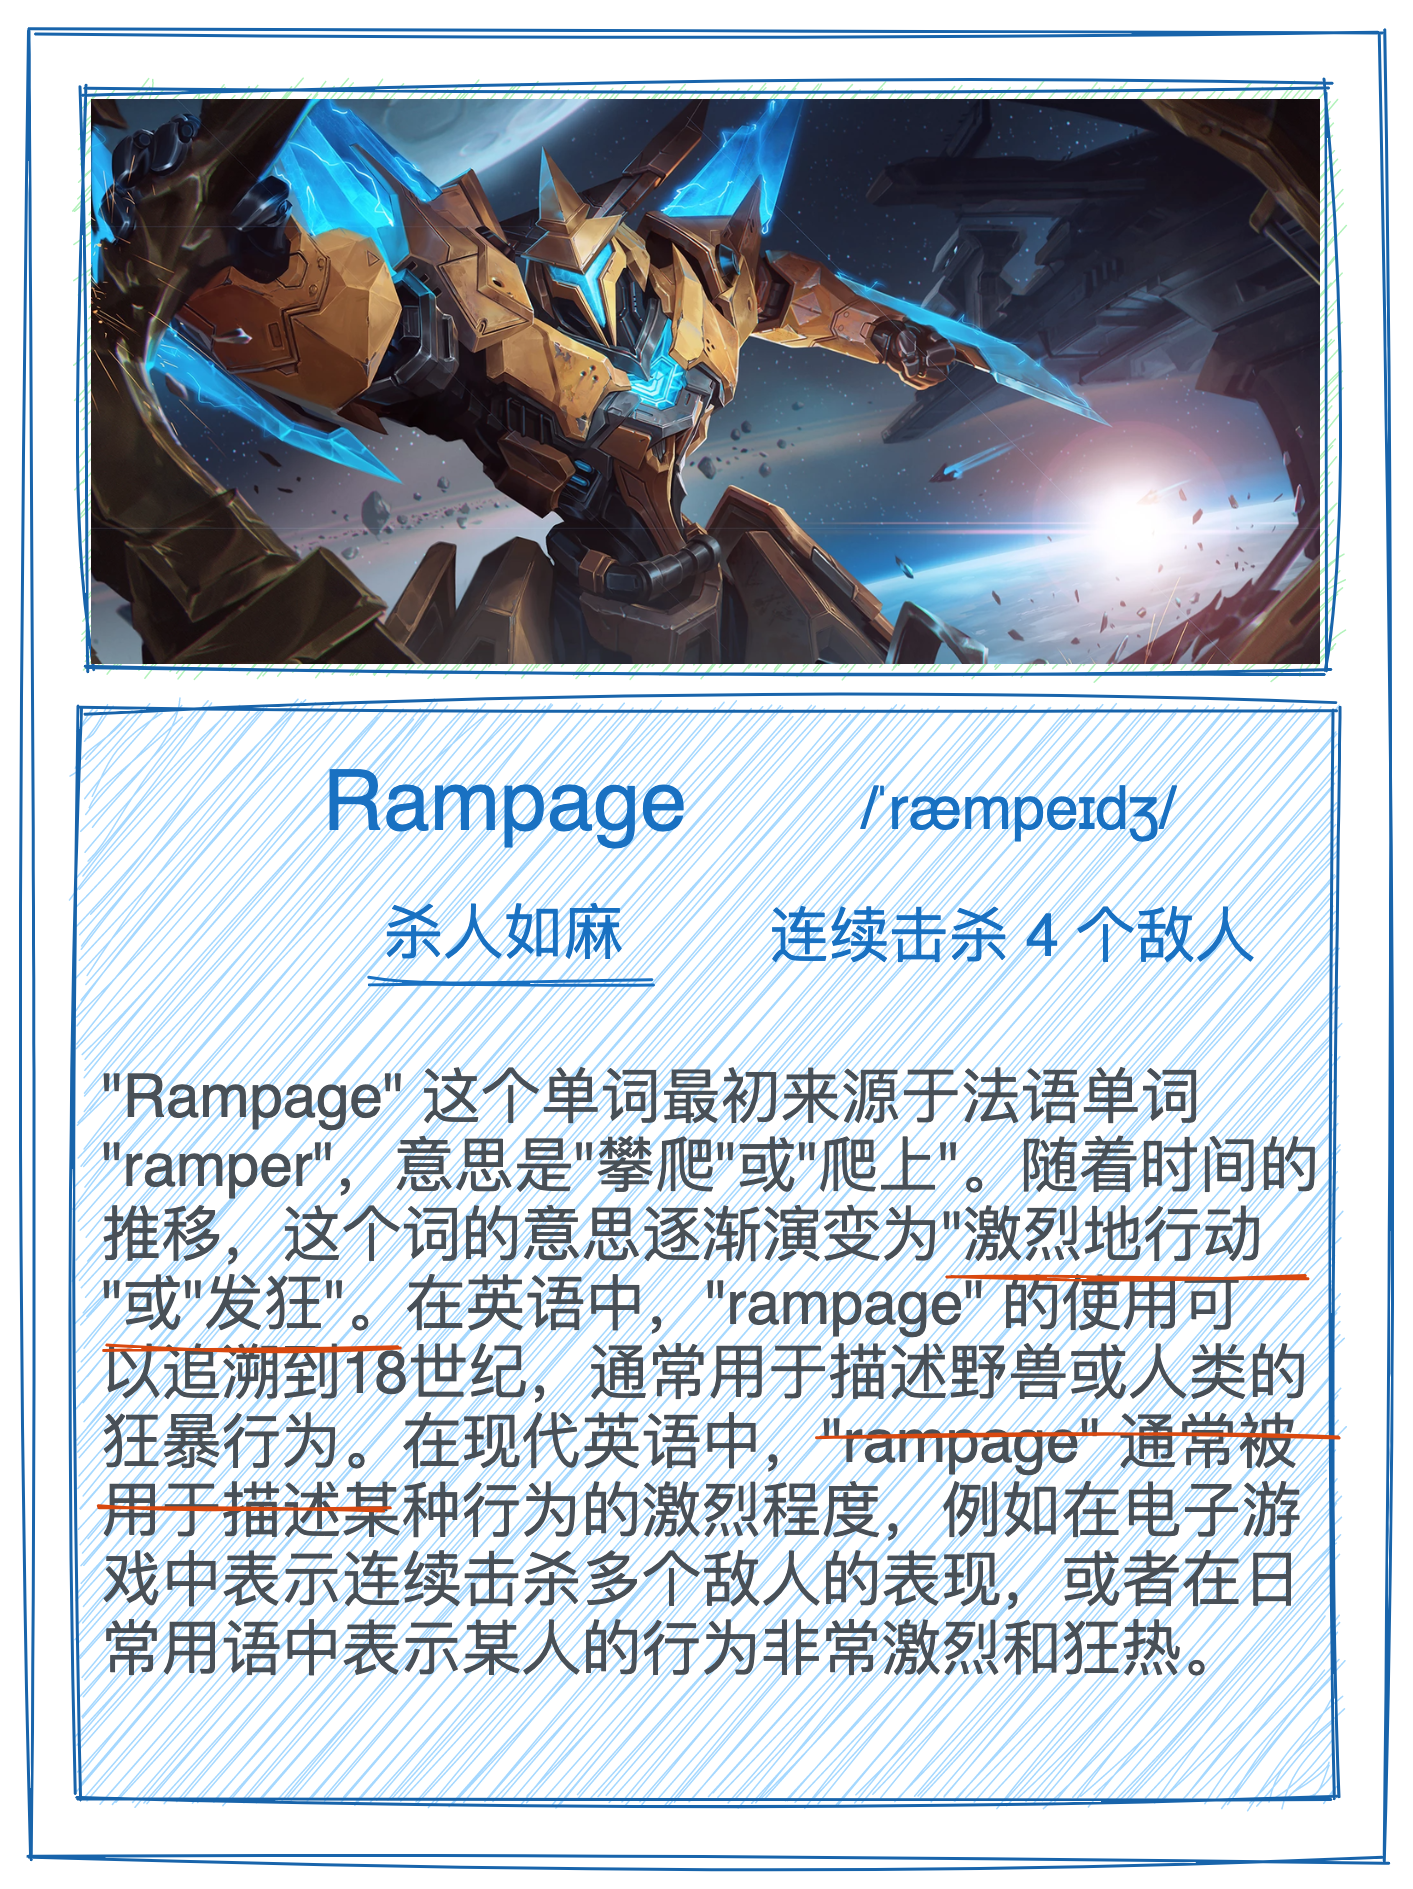 Rampage /ˈræmpeɪdʒ/
杀人如麻 连续击杀 4 个敌人
"Rampage" 这个单词最初来源于法语单词
"ramper"，意思是"攀爬"或"爬上"。随着时间的
推移，这个词的意思逐渐演变为"激烈地行动
"或"发狂"。在英语中，"rampage" 的使用可
以追溯到18世纪，通常用于描述野兽或人类的
狂暴行为。在现代英语中，"rampage" 通常被
用于描述某种行为的激烈程度，例如在电子游
戏中表示连续击杀多个敌人的表现，或者在日
常用语中表示某人的行为非常激烈和狂热。